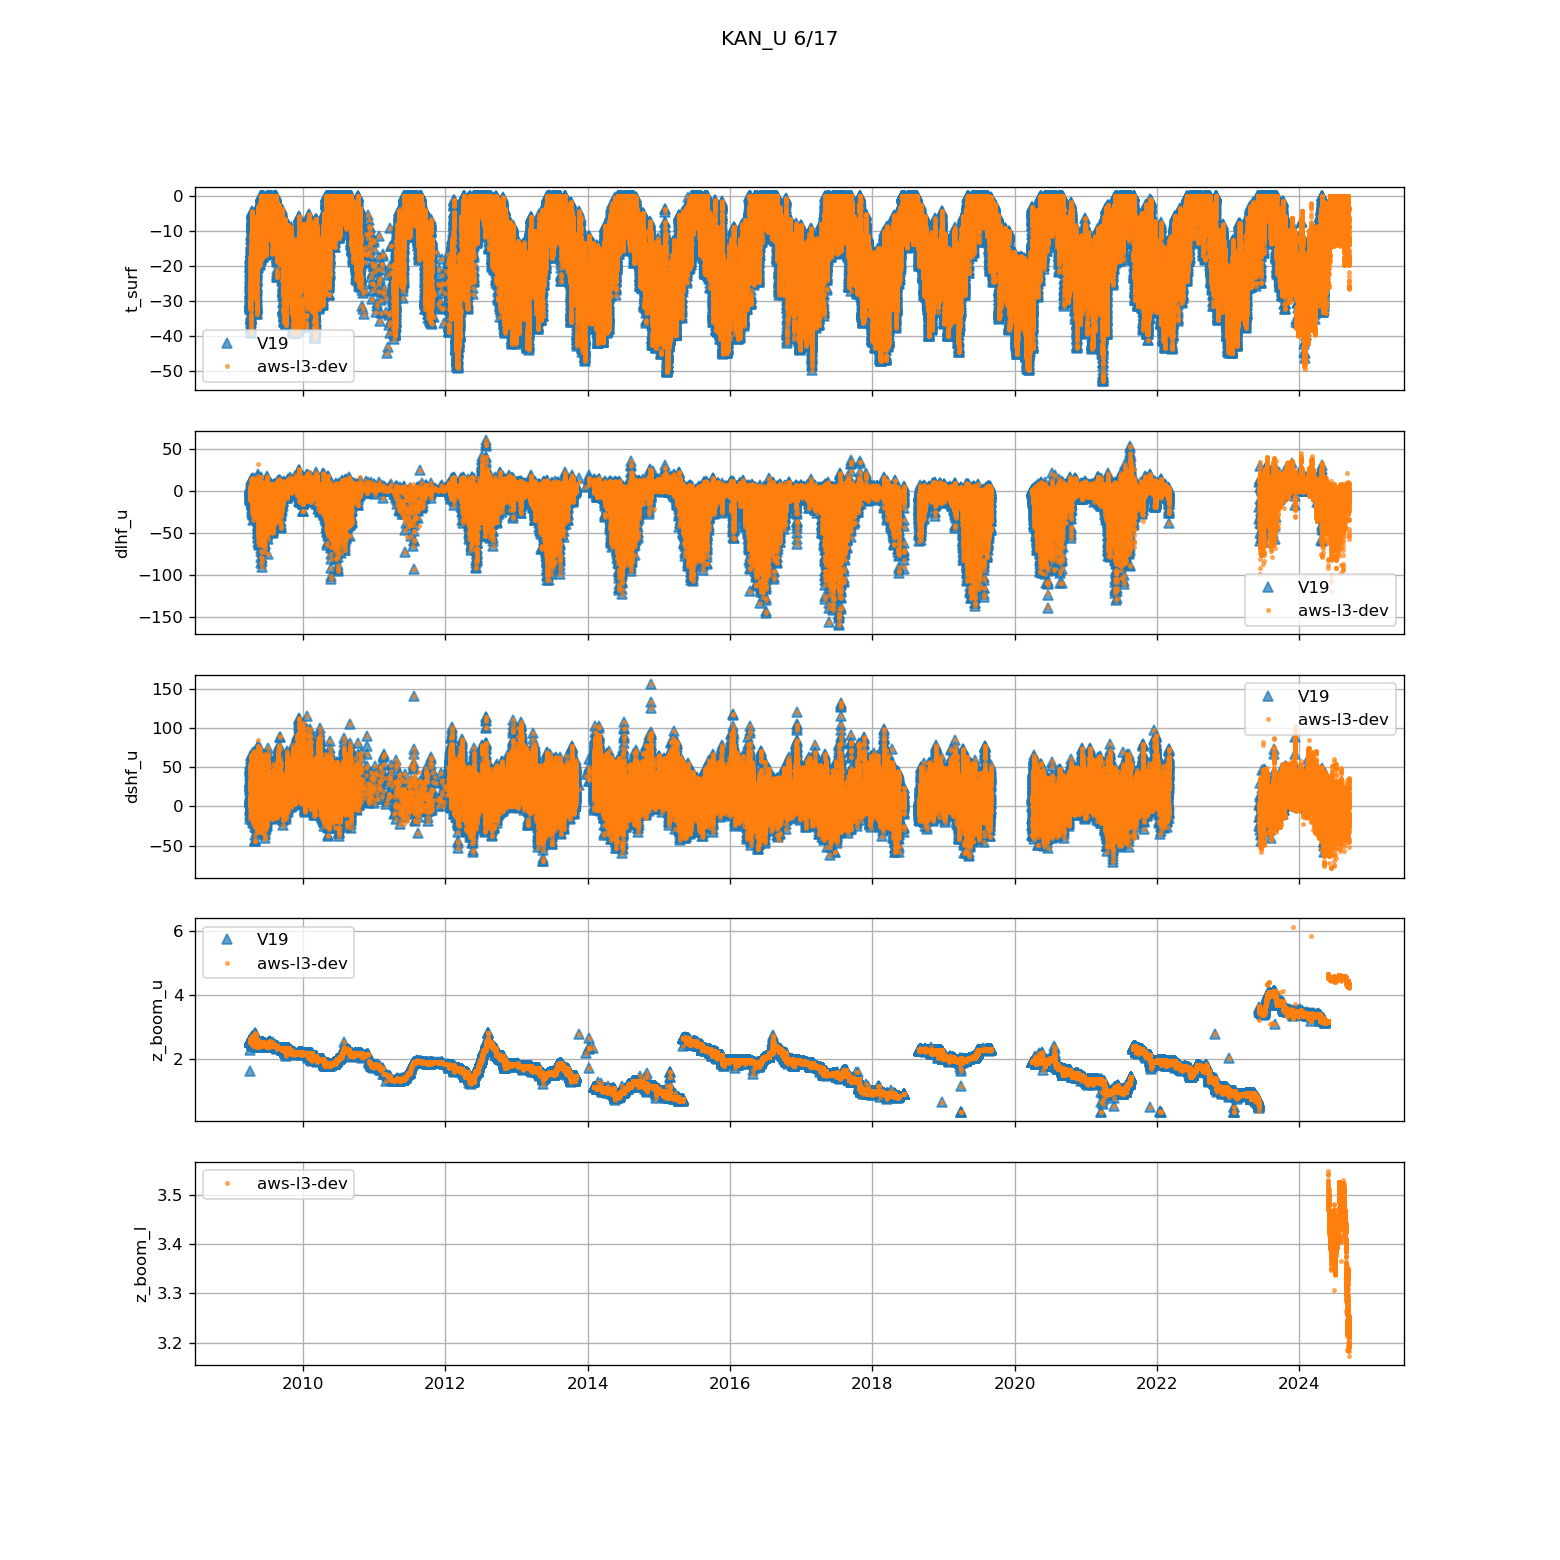 KAN_U 6/17
0
−10
−20
−30
−40
−50
t_surf
V19
aws-l3-dev
50
0
−50
−100
−150
dlhf_u
V19
aws-l3-dev
150
100
50
0
−50
dshf_u
V19
aws-l3-dev
6
4
2
z_boom_u
V19
aws-l3-dev
3.5
3.4
3.3
3.2
z_boom_l
aws-l3-dev
2010 2012 2014 2016 2018 2020 2022 2024